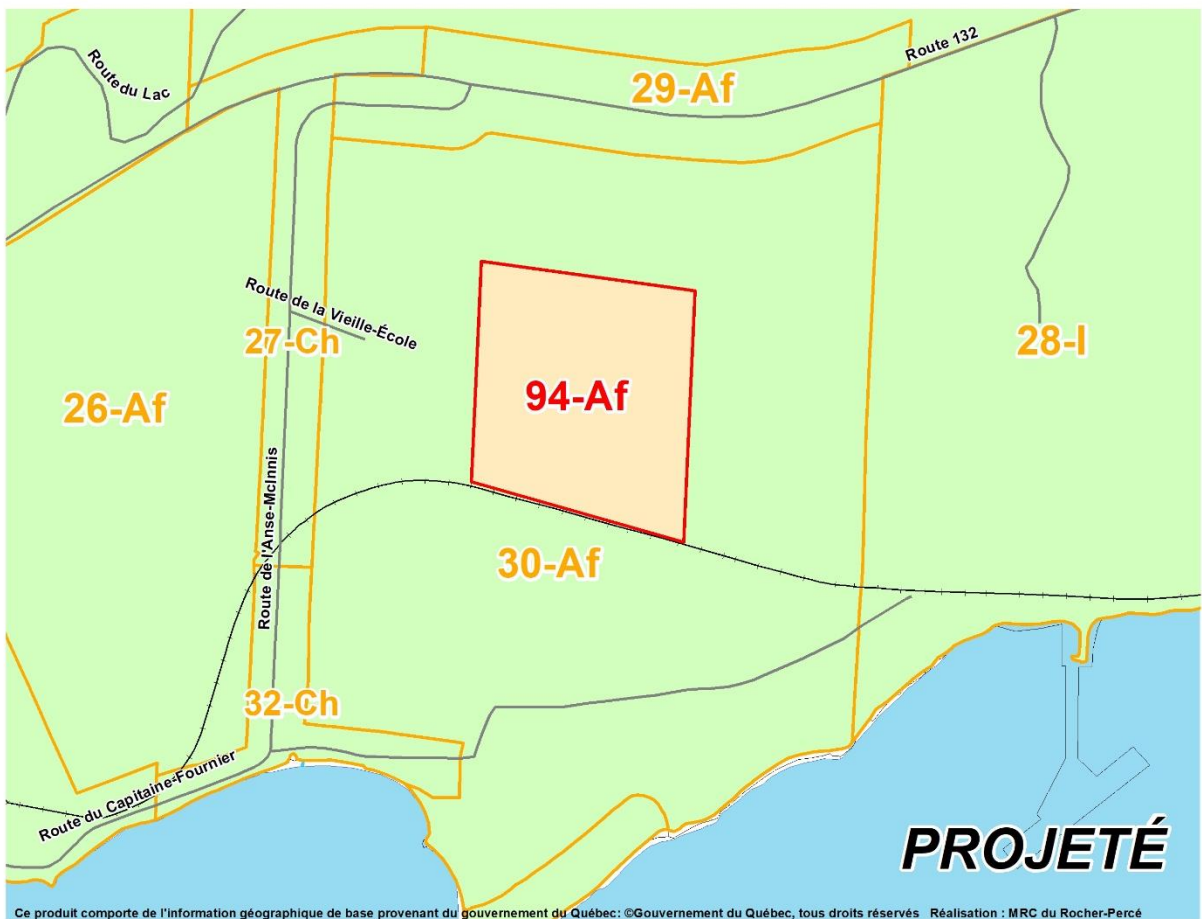 Route du Lac
Route 132
29-Af
Route de la Vieille-École
27-Ch
28-I
26-Af
94-Af
Route de l'Anse-McInnis
30-Af
32-Ch
Route du Capitaine-Fournier
PROJETÉ
Ce produit comporte de l'information géographique de base provenant du gouvernement du Québec: ©Gouvernement du Québec, tous droits réservés Réalisation : MRC du Rocher-Percé